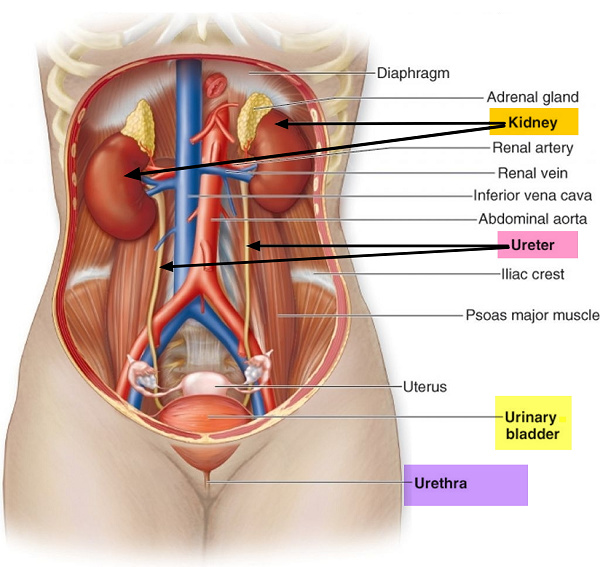 Diaphragm
Adrenal gland
Kidney
Renal artery
Renal vein
Inferior vena cava
Abdominal aorta
Ureter
Iliac crest
Psoas major muscle
Uterus
Urinary
bladder
Urethra